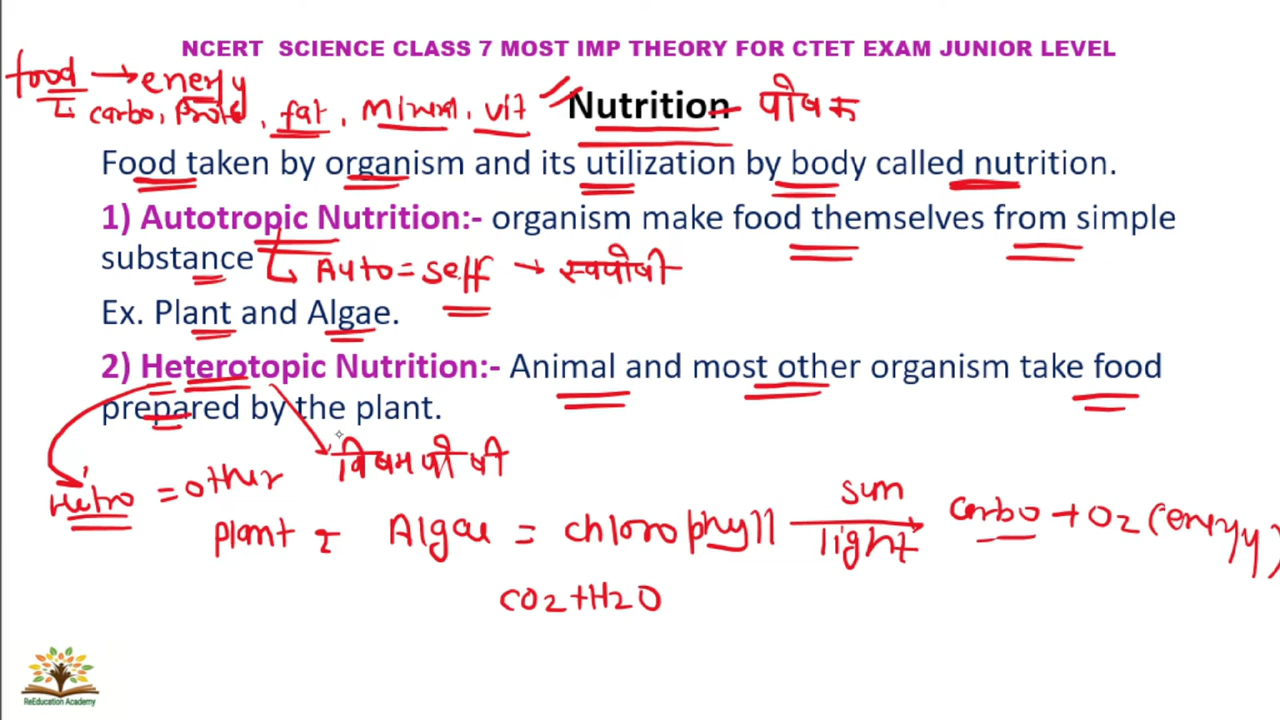 NCERT SCIENCE CLASS 7 MOST IMP THEORY FOR CTET EXAM JUNIOR LEVEL
food → energy
carbo, Prote, fat, Mineral, vit
Nutrition - पोषक
Food taken by organism and its utilization by body called nutrition.
1) Autotropic Nutrition:- organism make food themselves from simple
substance
Auto = self → स्वपोषी
Ex. Plant and Algae.
2) Heterotopic Nutrition:- Animal and most other organism take food
prepared by the plant.
विषमपोषी
Hetro = other
sun
Plant Algae = chlorophyll → carbo + O2 (energy)
light
CO2+H2O
ReEducation Academy